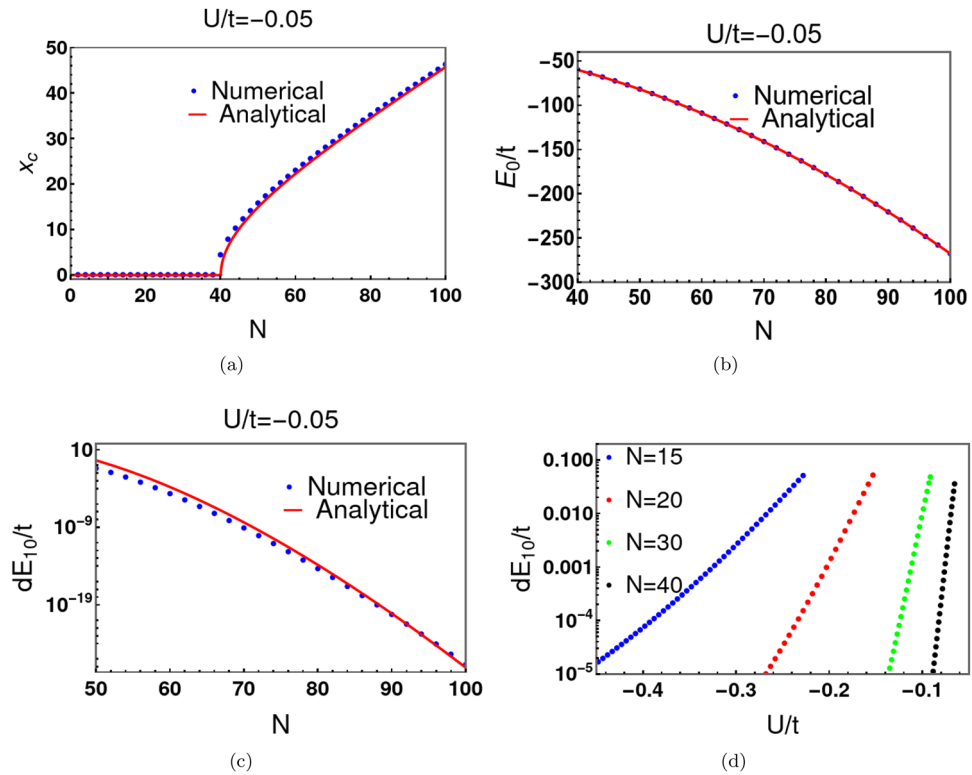 U/t=−0.05
50
40
30
20
10
0
x_c
Numerical
Analytical
0 20 40 60 80 100
N
(a)
U/t=−0.05
−50
−100
−150
−200
−250
−300
E_0/t
Numerical
Analytical
40 50 60 70 80 90 100
N
(b)
U/t=−0.05
10
10^−9
10^−19
dE_10/t
Numerical
Analytical
50 60 70 80 90 100
N
(c)
0.100
0.010
0.001
10^−4
10^−5
dE_10/t
N=15
N=20
N=30
N=40
−0.4 −0.3 −0.2 −0.1
U/t
(d)